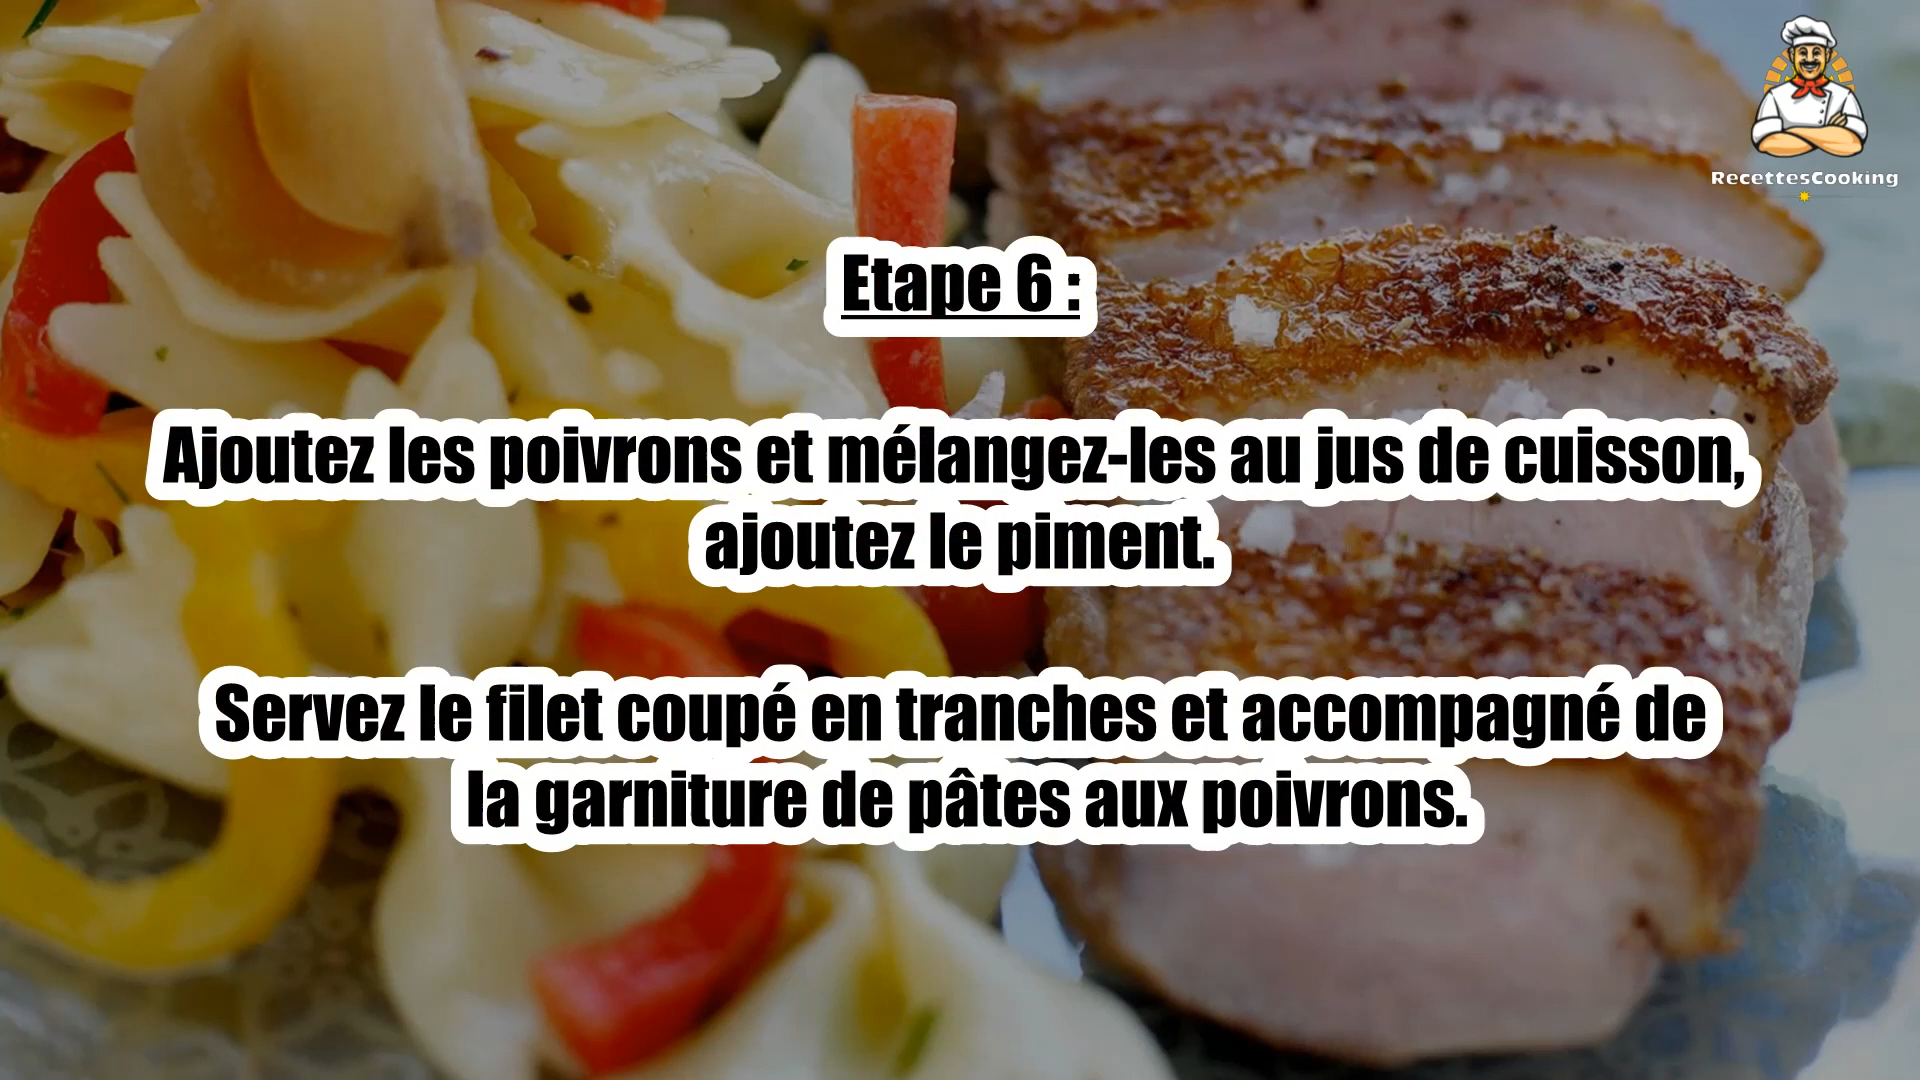 RecettesCooking
Etape 6 :
Ajoutez les poivrons et mélangez-les au jus de cuisson,
ajoutez le piment.
Servez le filet coupé en tranches et accompagné de
la garniture de pâtes aux poivrons.